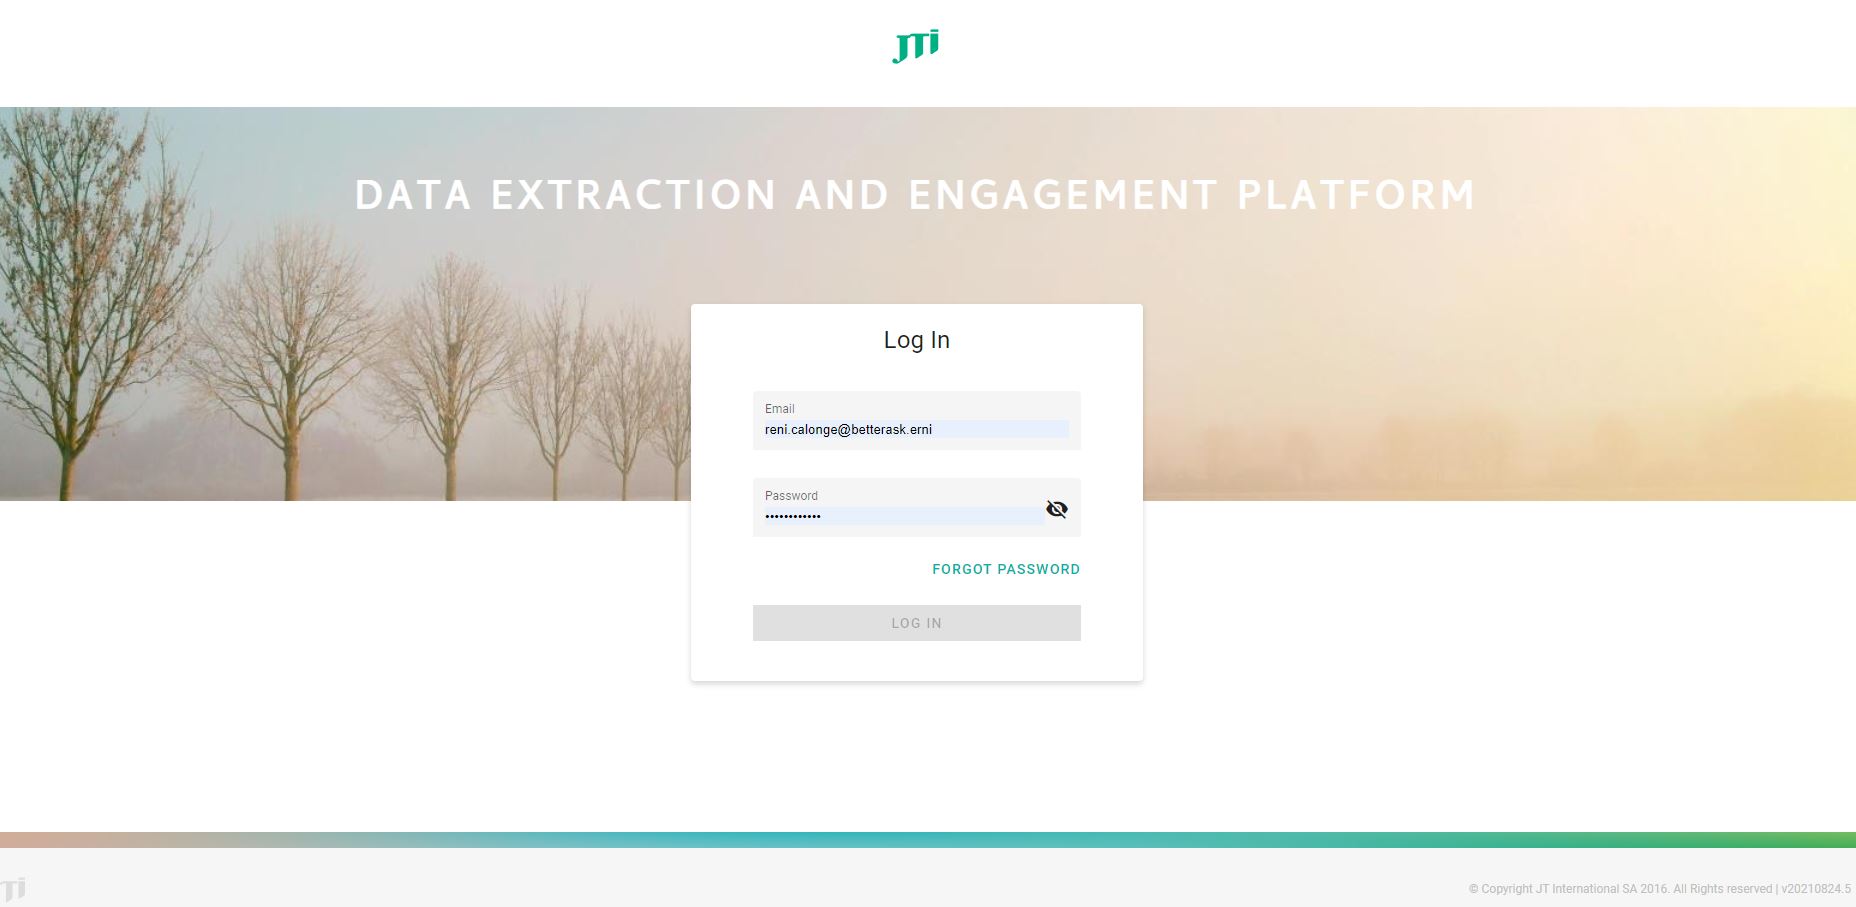 JTi
DATA EXTRACTION AND ENGAGEMENT PLATFORM
Log In
Email
reni.calonge@betterask.erni
Password
••••••••••••
FORGOT PASSWORD
LOG IN
JTi
© Copyright JT International SA 2016. All Rights reserved | v20210824.5